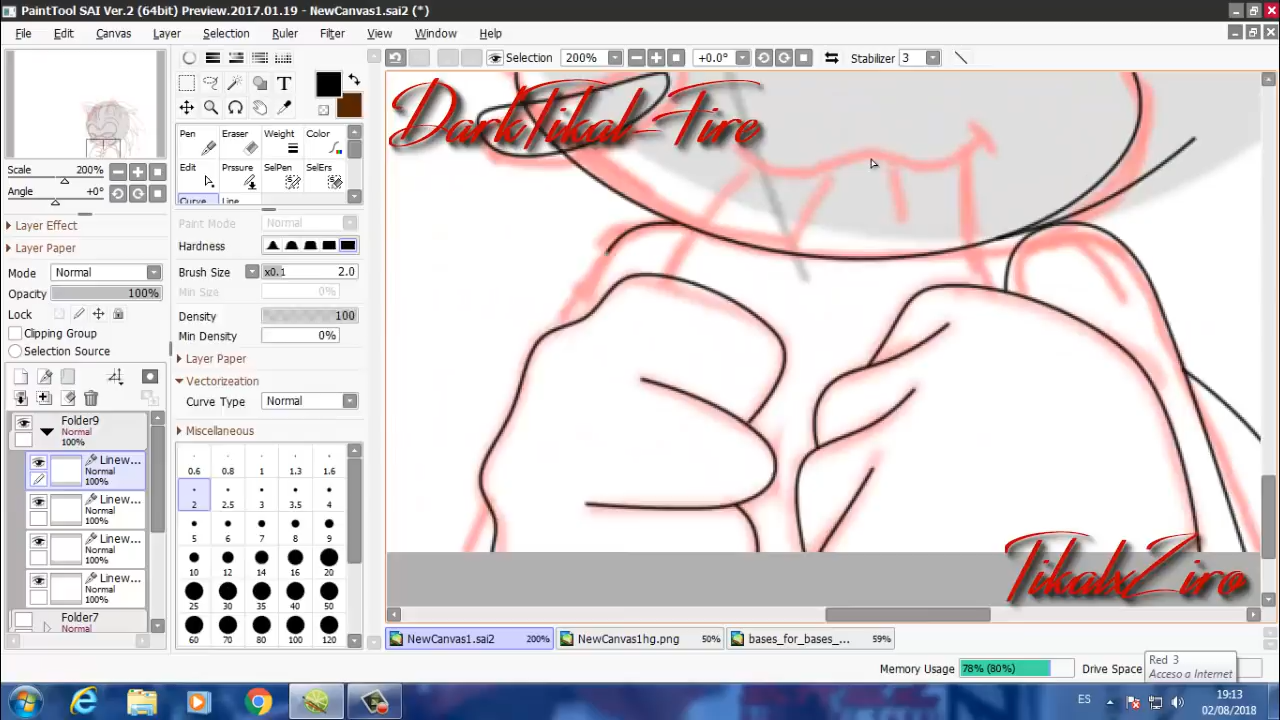 PaintTool SAI Ver.2 (64bit) Preview.2017.01.19 - NewCanvas1.sai2 (*)
File Edit Canvas Layer Selection Ruler Filter View Window Help
Selection 200% +0.0° Stabilizer 3
DarkTikal-Fire
T
Pen Eraser Weight Color
Edit Prssure SelPen SelErs
Curve Line
Scale 200%
Angle +0°
Layer Effect
Layer Paper
Mode Normal
Opacity 100%
Lock
Clipping Group
Selection Source
Paint Mode Normal
Hardness
Brush Size x0.1 2.0
Min Size 0%
Density 100
Min Density 0%
Layer Paper
Vectorizeation
Curve Type Normal
Miscellaneous
0.6 0.8 1 1.3 1.6
2 2.5 3 3.5 4
5 6 7 8 9
10 12 14 16 20
25 30 35 40 50
60 70 80 100 120
Folder9
Normal
100%
Linew...
Normal
100%
Linew...
Normal
100%
Linew...
Normal
100%
Linew...
Normal
100%
Folder7
Normal
TikalxZiro
NewCanvas1.sai2 200% NewCanvas1hg.png 50% bases_for_bases_... 59%
Memory Usage 78% (80%) Drive Space
Red 3
Acceso a Internet
ES 19:13
02/08/2018